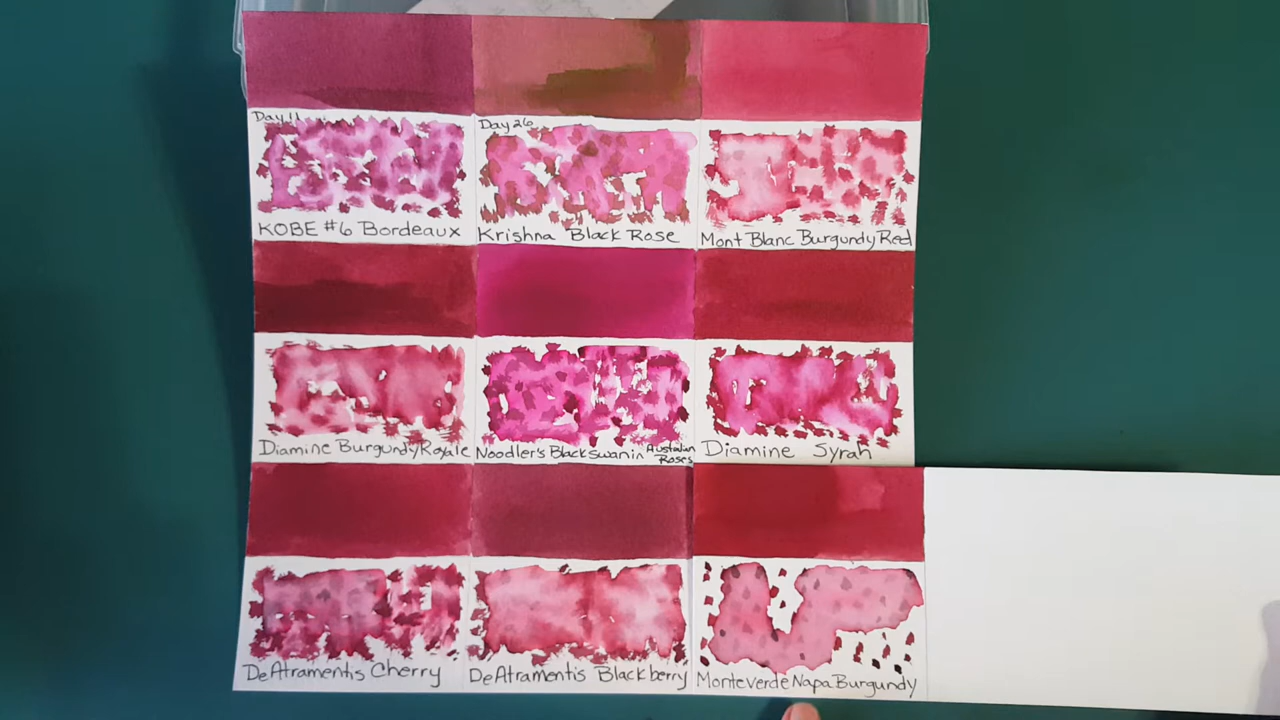 Day 11
Day 26
KOBE #6 Bordeaux
Krishna Black Rose
Mont Blanc Burgundy Red
Diamine Burgundy Royale
Noodler's Black Swan in Australian Roses
Diamine Syrah
DeAtramentis Cherry
DeAtramentis Blackberry
Monteverde Napa Burgundy